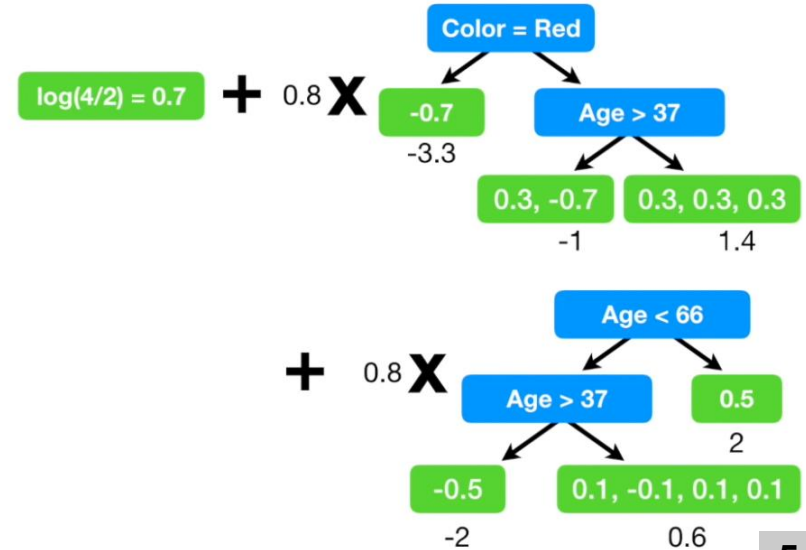 Color = Red
log(4/2) = 0.7 + 0.8 X -0.7 Age > 37
-3.3
0.3, -0.7 0.3, 0.3, 0.3
-1 1.4
Age < 66
+ 0.8 X Age > 37 0.5
2
-0.5 0.1, -0.1, 0.1, 0.1
-2 0.6